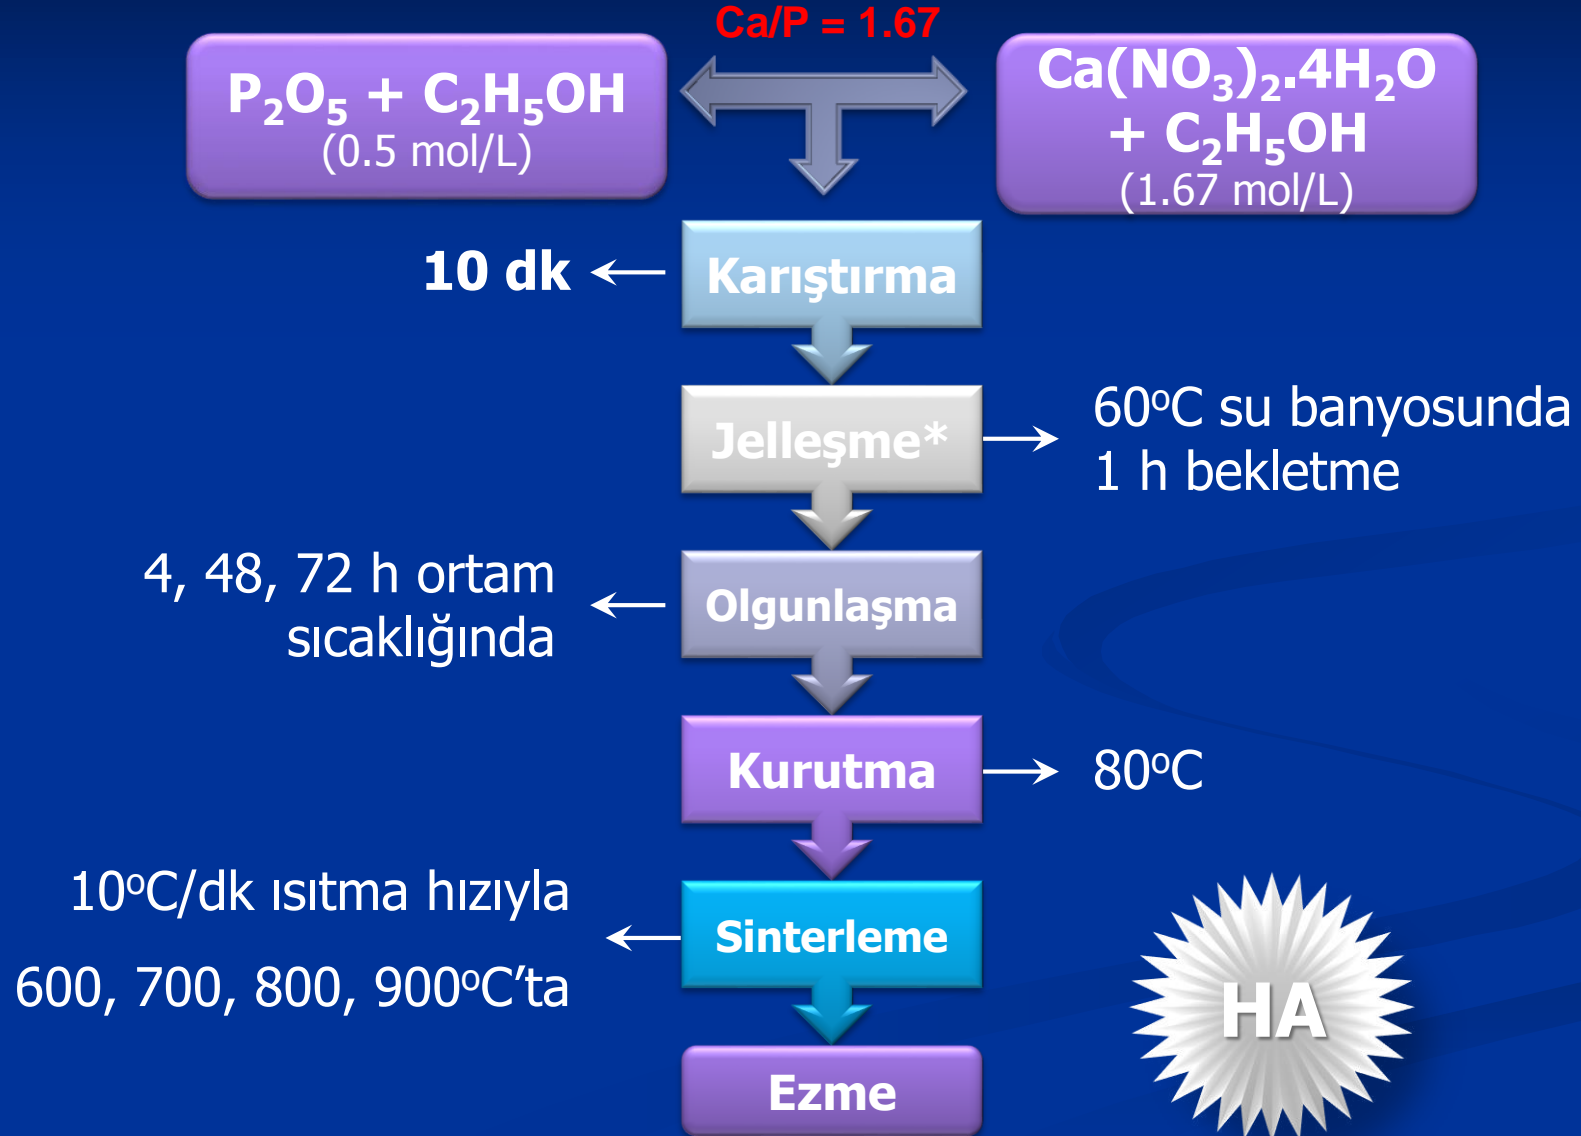 Ca/P = 1.67
P₂O₅ + C₂H₅OH
(0.5 mol/L)
Ca(NO₃)₂.4H₂O
+ C₂H₅OH
(1.67 mol/L)
10 dk
Karıştırma
Jelleşme*
60ºC su banyosunda
1 h bekletme
4, 48, 72 h ortam
sıcaklığında
Olgunlaşma
Kurutma
80ºC
10ºC/dk ısıtma hızıyla
600, 700, 800, 900ºC’ta
Sinterleme
HA
Ezme